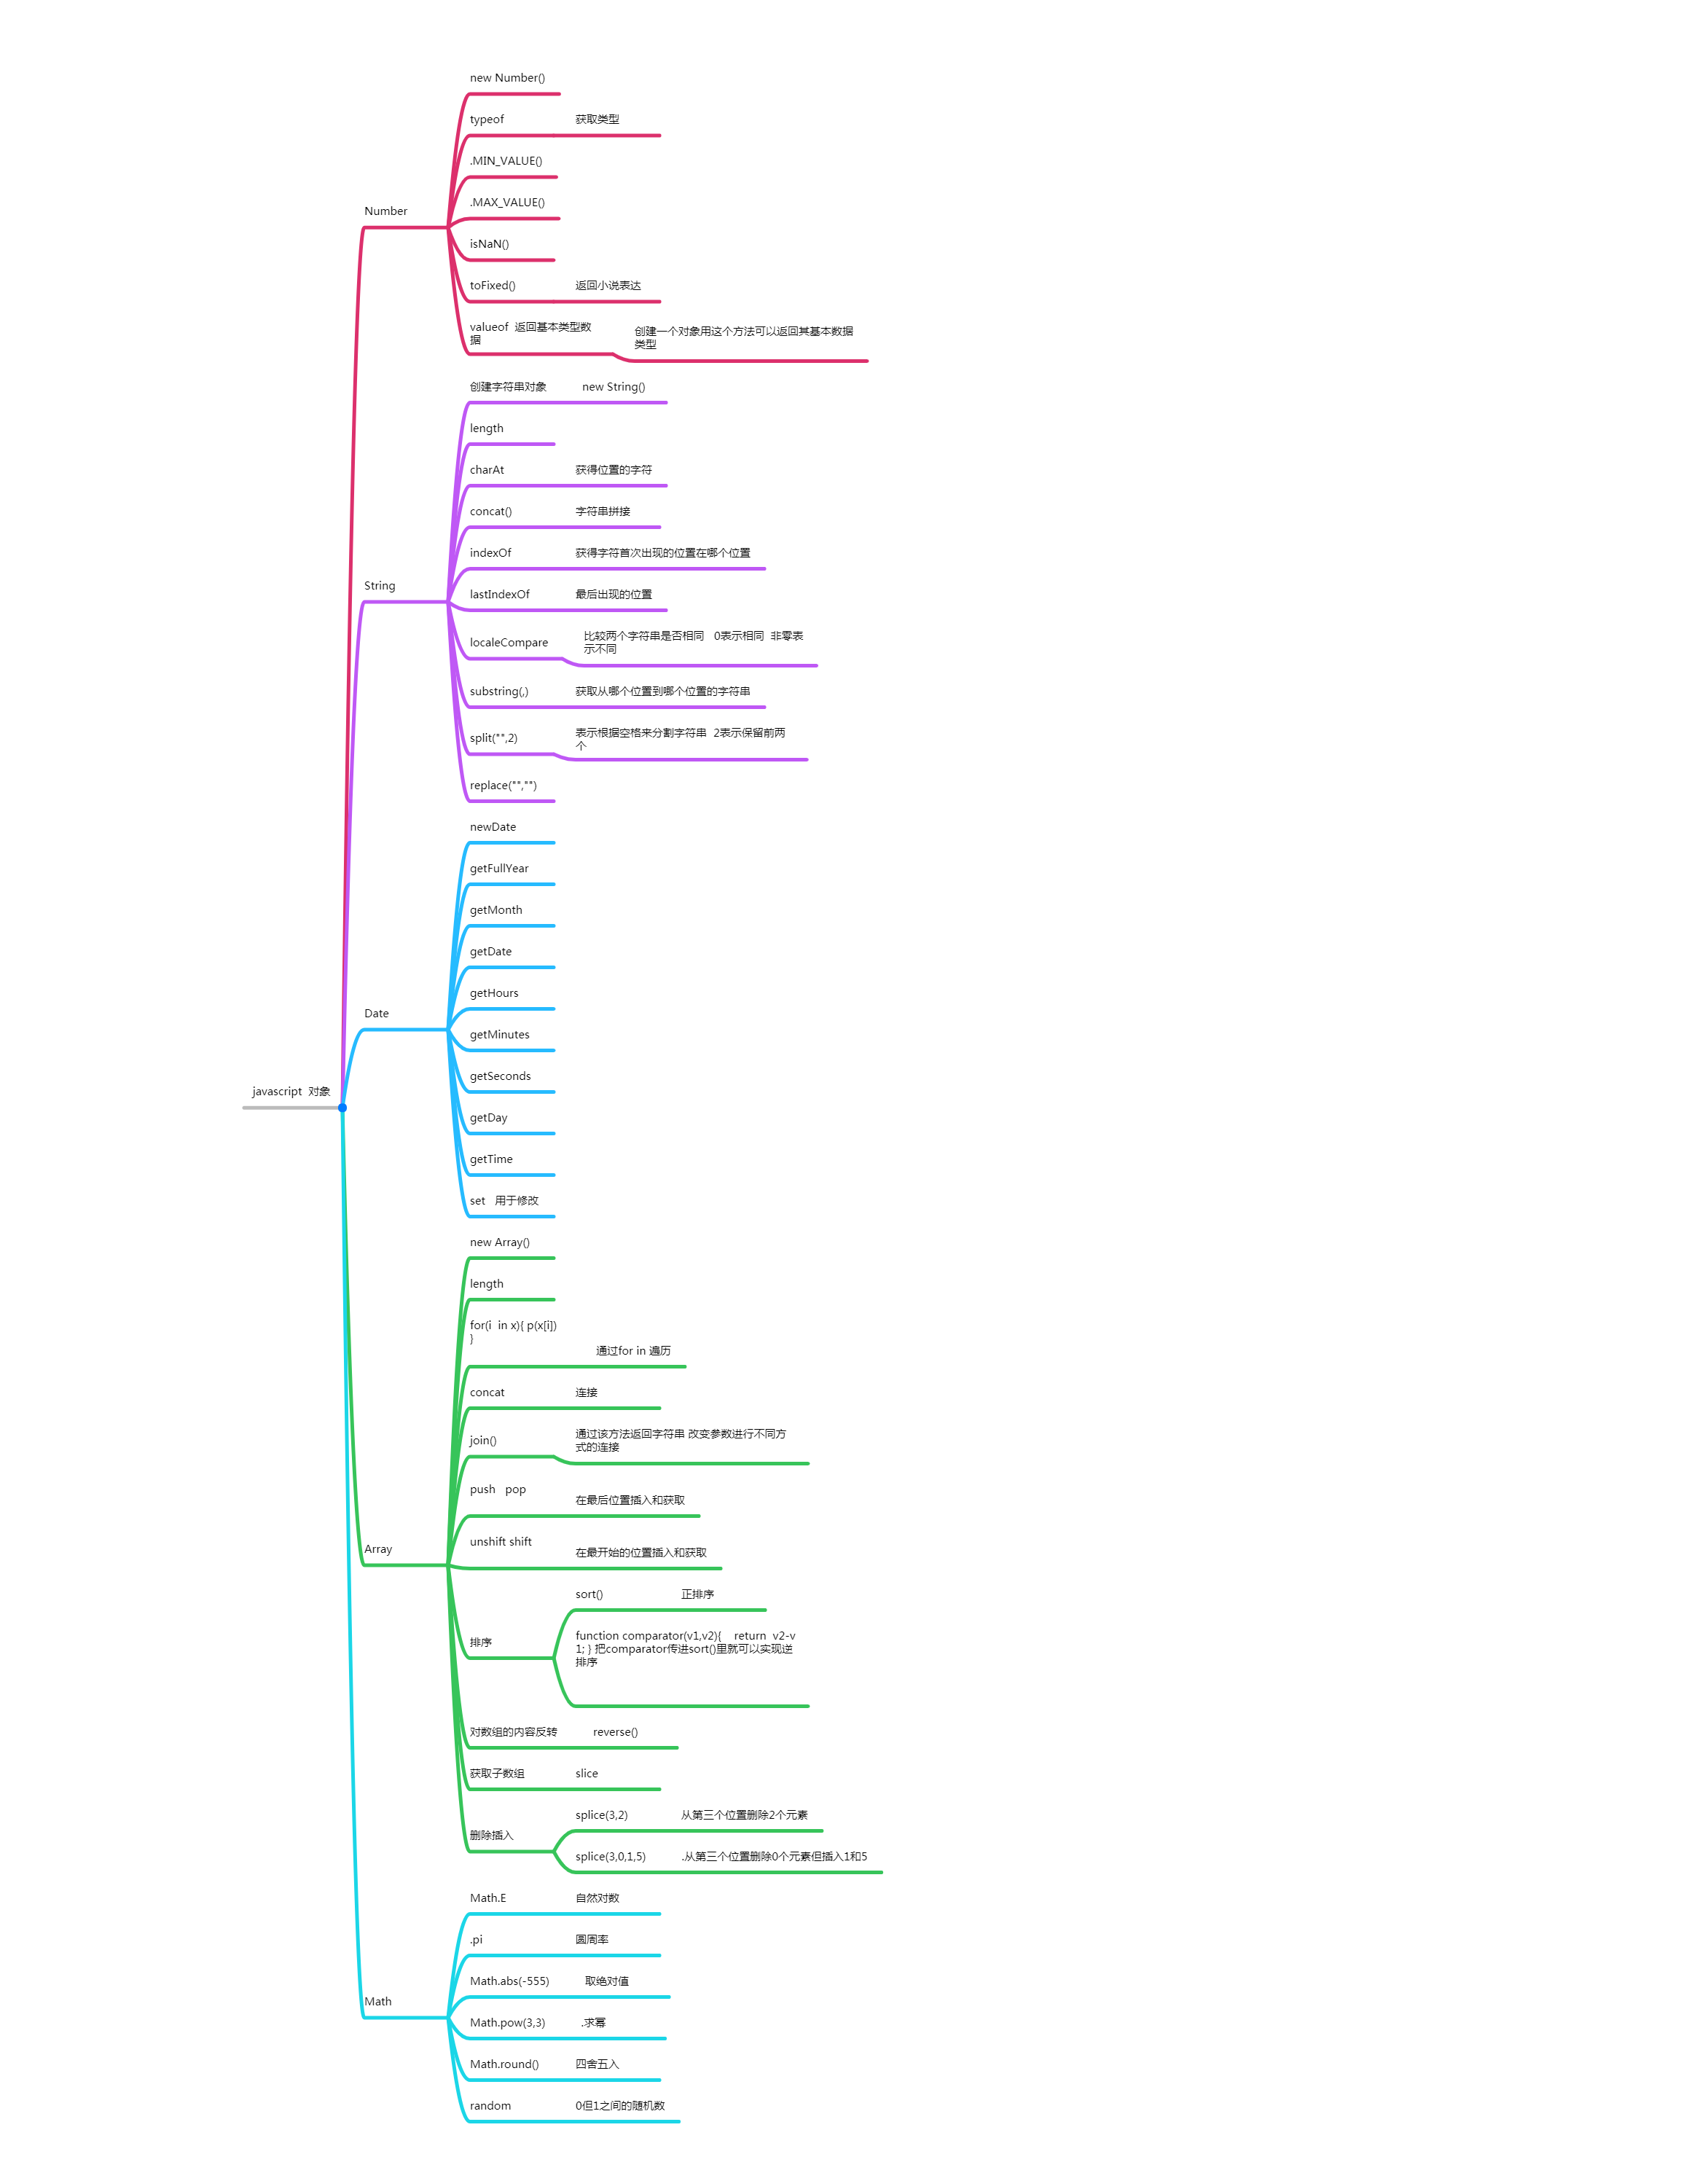 new Number()
typeof 获取类型
.MIN_VALUE()
.MAX_VALUE()
Number
isNaN()
toFixed() 返回小说表达
valueof 返回基本类型数
据
创建一个对象用这个方法可以返回其基本数据
类型
创建字符串对象 new String()
length
charAt 获得位置的字符
concat() 字符串拼接
indexOf 获得字符首次出现的位置在哪个位置
String
lastIndexOf 最后出现的位置
localeCompare
比较两个字符串是否相同 0表示相同 非零表
示不同
substring(,) 获取从哪个位置到哪个位置的字符串
split("",2)
表示根据空格来分割字符串 2表示保留前两
个
replace("","")
newDate
getFullYear
getMonth
getDate
getHours
Date
getMinutes
getSeconds
javascript 对象
getDay
getTime
set 用于修改
new Array()
length
for(i in x){ p(x[i])
}
通过for in 遍历
concat 连接
join()
通过该方法返回字符串 改变参数进行不同方
式的连接
push pop
在最后位置插入和获取
unshift shift
在最开始的位置插入和获取
Array
排序
sort() 正排序
function comparator(v1,v2){ return v2-v
1; } 把comparator传进sort()里就可以实现逆
排序
对数组的内容反转 reverse()
获取子数组 slice
删除插入
splice(3,2) 从第三个位置删除2个元素
splice(3,0,1,5) .从第三个位置删除0个元素但插入1和5
Math.E 自然对数
.pi 圆周率
Math.abs(-555) 取绝对值
Math
Math.pow(3,3) .求幂
Math.round() 四舍五入
random 0但1之间的随机数